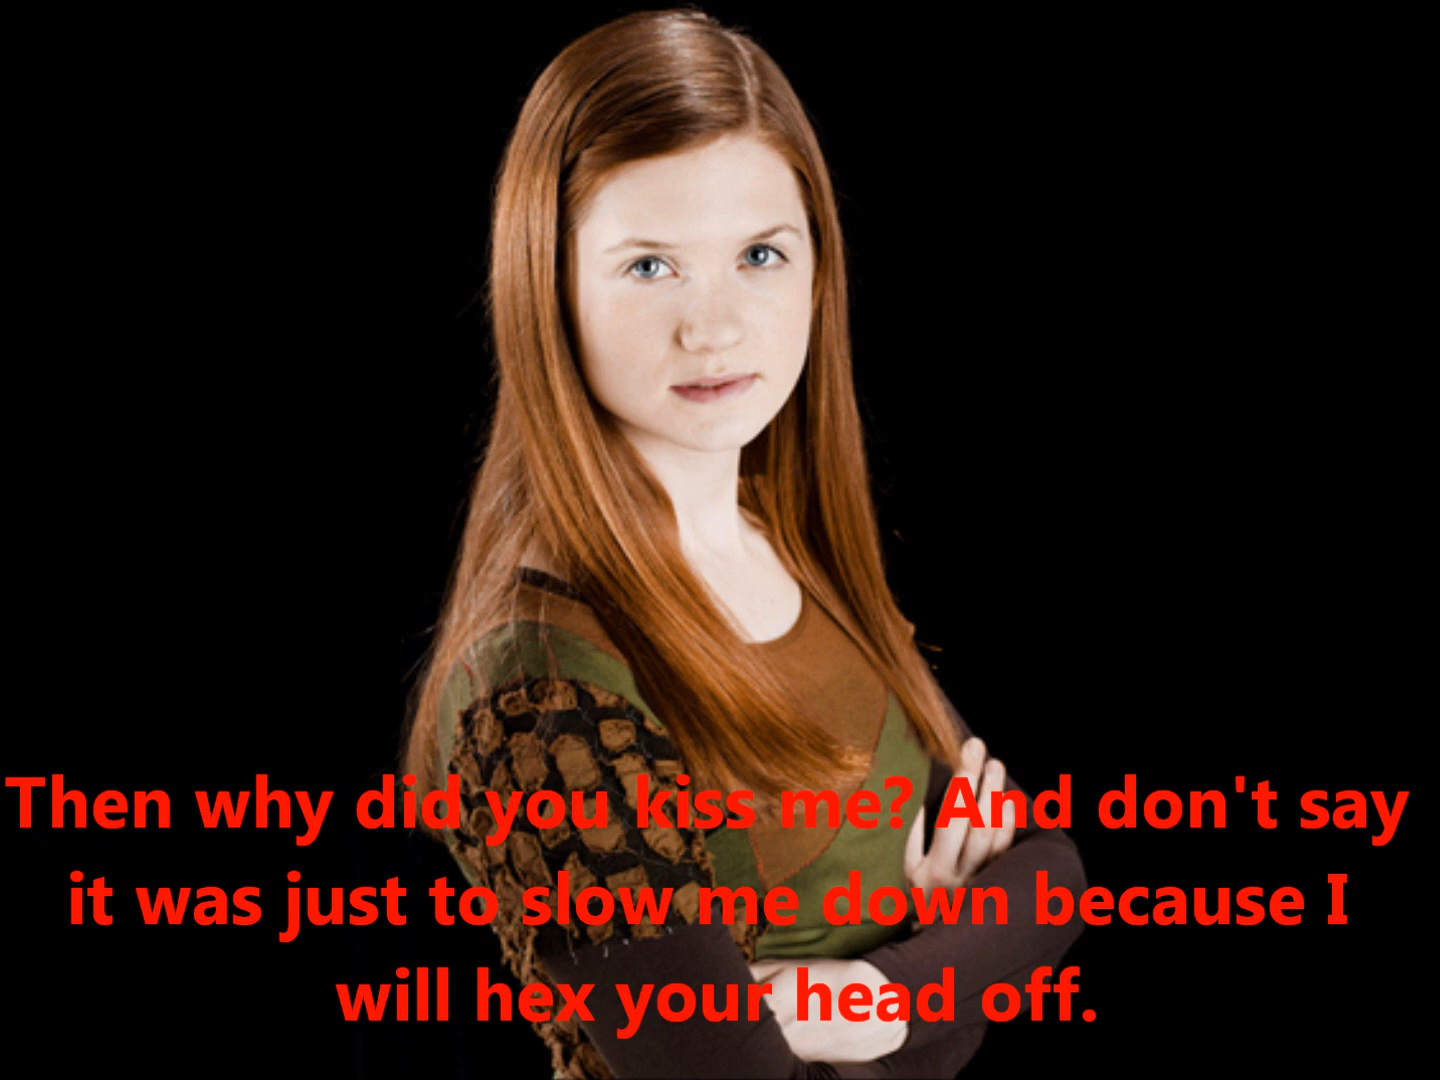 Then why did you kiss me? And don't say
it was just to slow me down because I
will hex your head off.